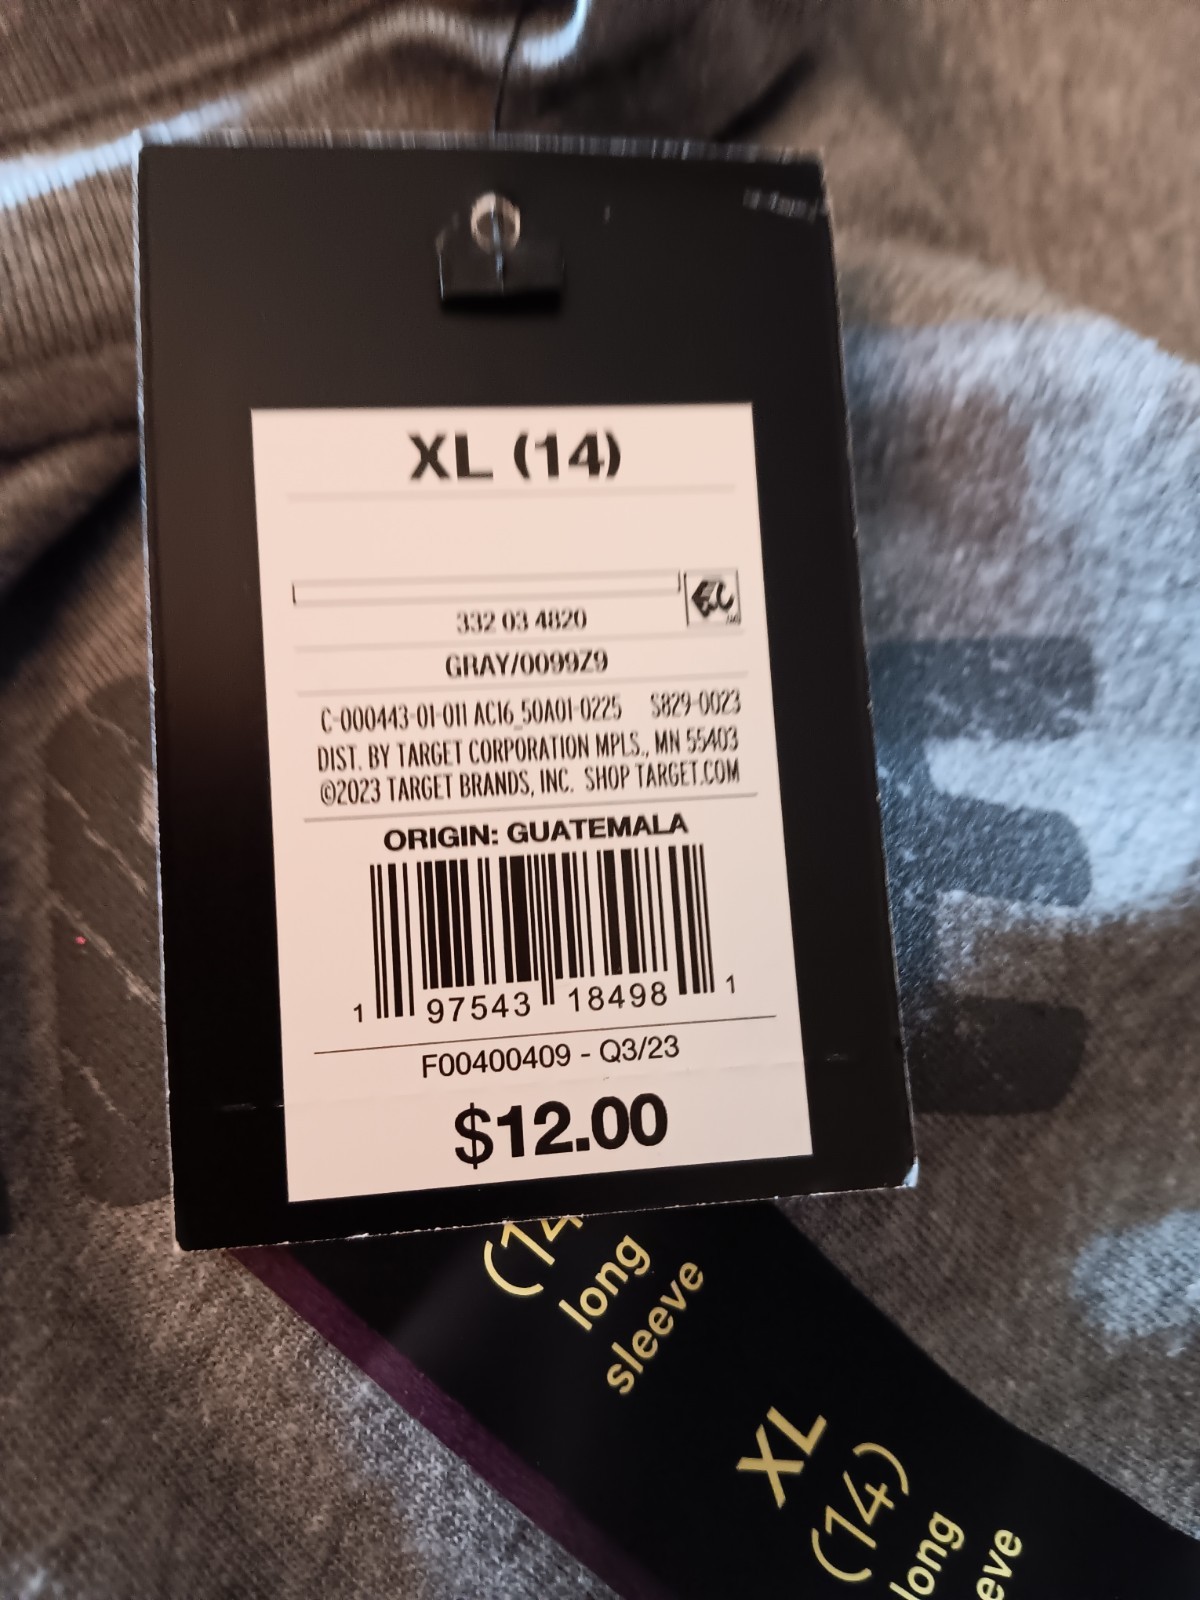 XL (14)
332 03 4820
GRAY/0099Z9
C-000443-01-011 AC16_50A01-0225 S829-0023
DIST. BY TARGET CORPORATION MPLS., MN 55403
©2023 TARGET BRANDS, INC. SHOP TARGET.COM
ORIGIN: GUATEMALA
1 97543 18498 1
F00400409 - Q3/23
$12.00
(14
long
sleeve
XL
(14)
long
eve